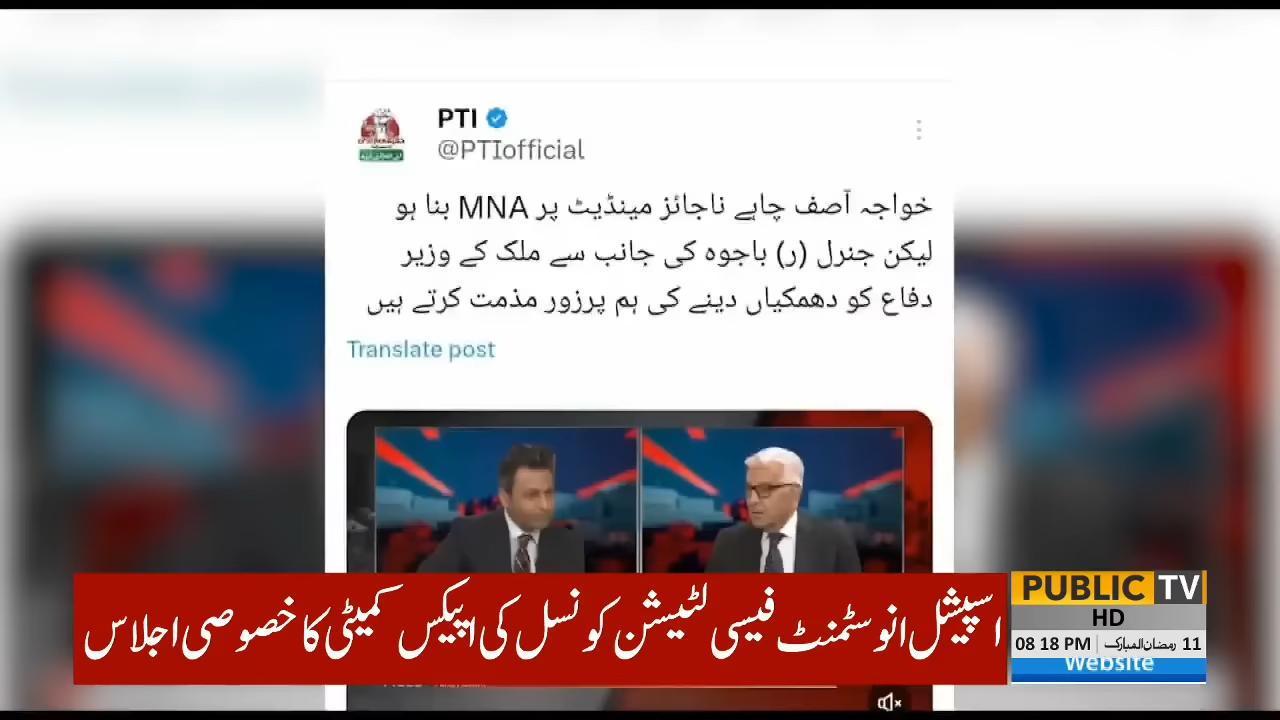 PTI
@PTIofficial
خواجہ آصف چاہے ناجائز مینڈیٹ پر MNA بنا ہو
لیکن جنرل (ر) باجوہ کی جانب سے ملک کے وزیر
دفاع کو دھمکیاں دینے کی ہم پرزور مذمت کرتے ہیں
Translate post
اسپیشل انوسٹمنٹ فیسی لٹیشن کونسل کی اپیکس کمیٹی کا خصوصی اجلاس
PUBLIC TV
HD
08 18 PM | 11 رمضان المبارک
Website